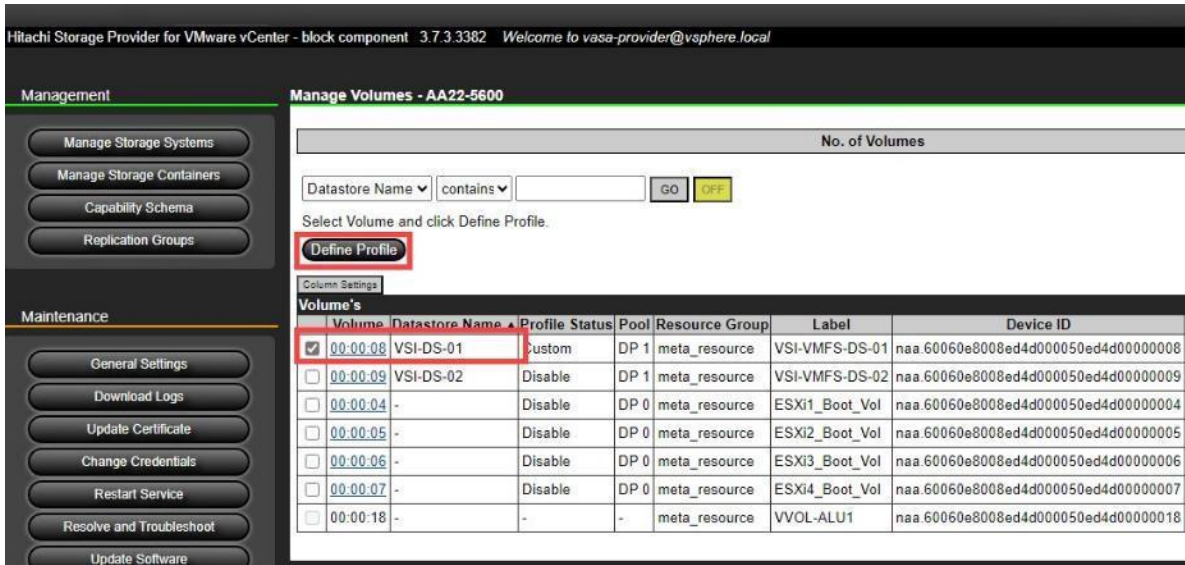 Hitachi Storage Provider for VMware vCenter - block component 3.7.3.3382 Welcome to vasa-provider@vsphere.local
Management
Manage Storage Systems
Manage Storage Containers
Capability Schema
Replication Groups
Maintenance
General Settings
Download Logs
Update Certificate
Change Credentials
Restart Service
Resolve and Troubleshoot
Update Software
Manage Volumes - AA22-5600
No. of Volumes
Datastore Name contains GO OFF
Select Volume and click Define Profile.
Define Profile
Column Settings
Volume's
Volume Datastore Name ▲ Profile Status Pool Resource Group Label Device ID
00:00:08 VSI-DS-01 Custom DP 1 meta_resource VSI-VMFS-DS-01 naa.60060e8008ed4d000050ed4d00000008
00:00:09 VSI-DS-02 Disable DP 1 meta_resource VSI-VMFS-DS-02 naa.60060e8008ed4d000050ed4d00000009
00:00:04 - Disable DP 0 meta_resource ESXi1_Boot_Vol naa.60060e8008ed4d000050ed4d00000004
00:00:05 - Disable DP 0 meta_resource ESXi2_Boot_Vol naa.60060e8008ed4d000050ed4d00000005
00:00:06 - Disable DP 0 meta_resource ESXi3_Boot_Vol naa.60060e8008ed4d000050ed4d00000006
00:00:07 - Disable DP 0 meta_resource ESXi4_Boot_Vol naa.60060e8008ed4d000050ed4d00000007
00:00:18 - - - meta_resource VVOL-ALU1 naa.60060e8008ed4d000050ed4d00000018